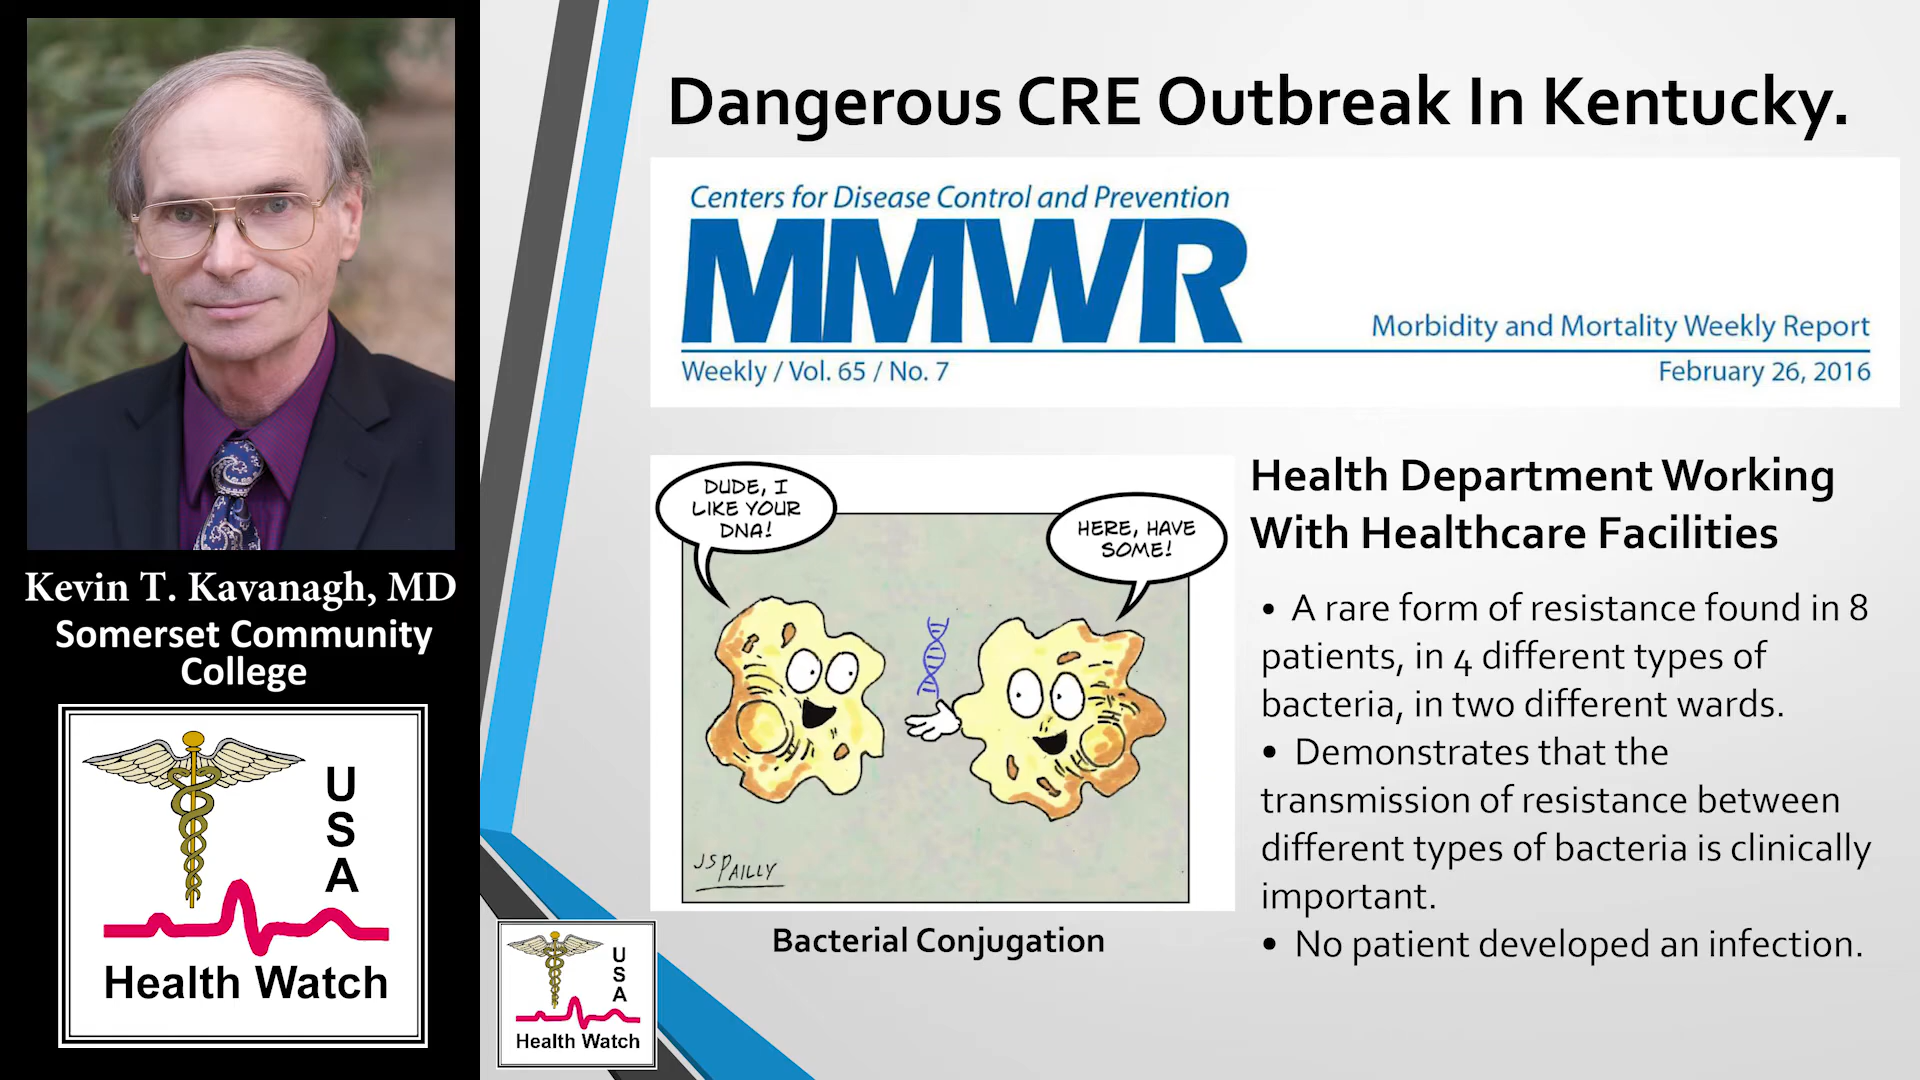 Kevin T. Kavanagh, MD
Somerset Community
College
U
S
A
Health Watch
Dangerous CRE Outbreak In Kentucky.
Centers for Disease Control and Prevention
MMWR
Morbidity and Mortality Weekly Report
Weekly / Vol. 65 / No. 7
February 26, 2016
DUDE, I
LIKE YOUR
DNA!
HERE, HAVE
SOME!
JSPAILLY
Bacterial Conjugation
Health Department Working
With Healthcare Facilities
• A rare form of resistance found in 8
patients, in 4 different types of
bacteria, in two different wards.
• Demonstrates that the
transmission of resistance between
different types of bacteria is clinically
important.
• No patient developed an infection.
U
S
A
Health Watch